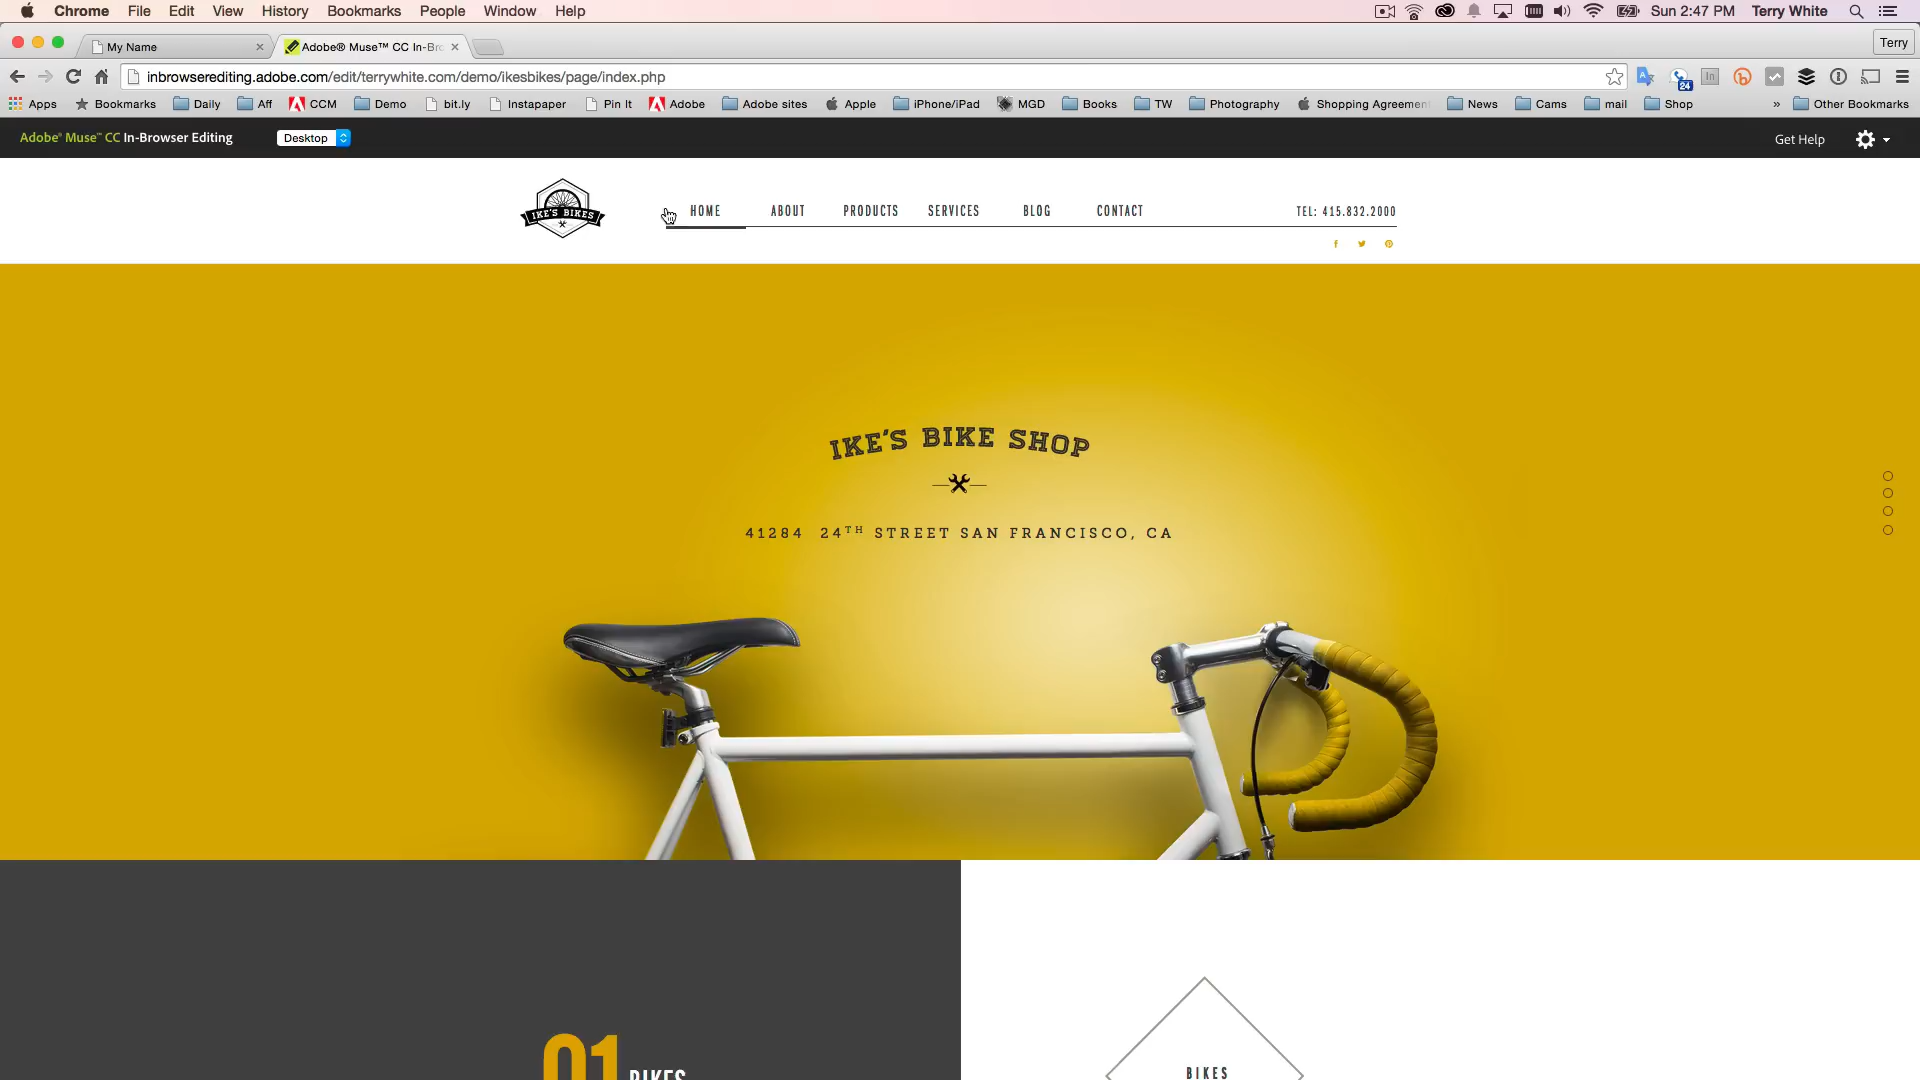 Chrome File Edit View History Bookmarks People Window Help Sun 2:47 PM Terry White
My Name Adobe® Muse™ CC In-Bro Terry
inbrowserediting.adobe.com/edit/terrywhite.com/demo/ikesbikes/page/index.php 24
Apps Bookmarks Daily Aff CCM Demo bit.ly Instapaper Pin It Adobe Adobe sites Apple iPhone/iPad MGD Books TW Photography Shopping Agreemen News Cams mail Shop » Other Bookmarks
Adobe® Muse™ CC In-Browser Editing Desktop Get Help
IKE'S BIKES HOME ABOUT PRODUCTS SERVICES BLOG CONTACT TEL: 415.832.2000
IKE'S BIKE SHOP
41284 24TH STREET SAN FRANCISCO, CA
01 BIKES
BIKES